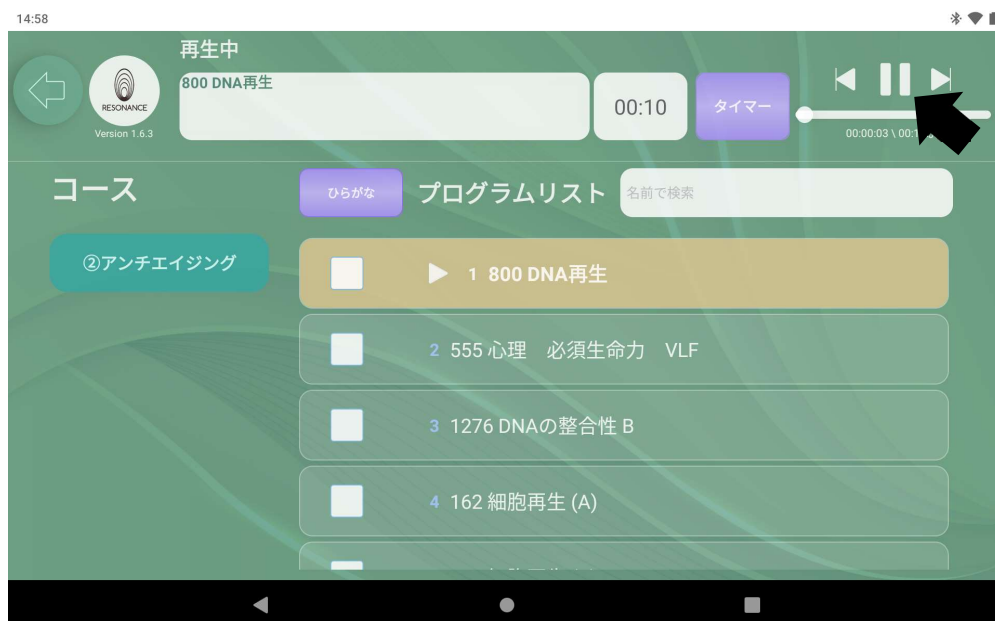 14:58
再生中
800 DNA再生
RESONANCE
Version 1.6.3
00:10
タイマー
00:00:03 \ 00:1
コース
ひらがな
プログラムリスト
名前で検索
②アンチエイジング
1 800 DNA再生
2 555 心理　必須生命力　VLF
3 1276 DNAの整合性 B
4 162 細胞再生 (A)